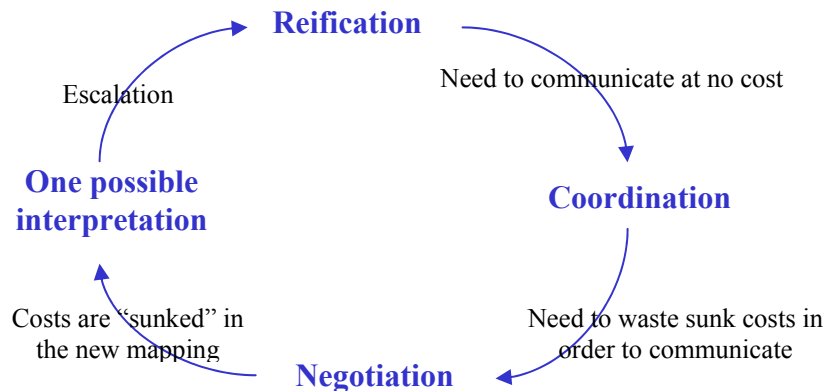 Reification
Need to communicate at no cost
Escalation
One possible
interpretation
Coordination
Costs are “sunked” in
the new mapping
Need to waste sunk costs in
order to communicate
Negotiation